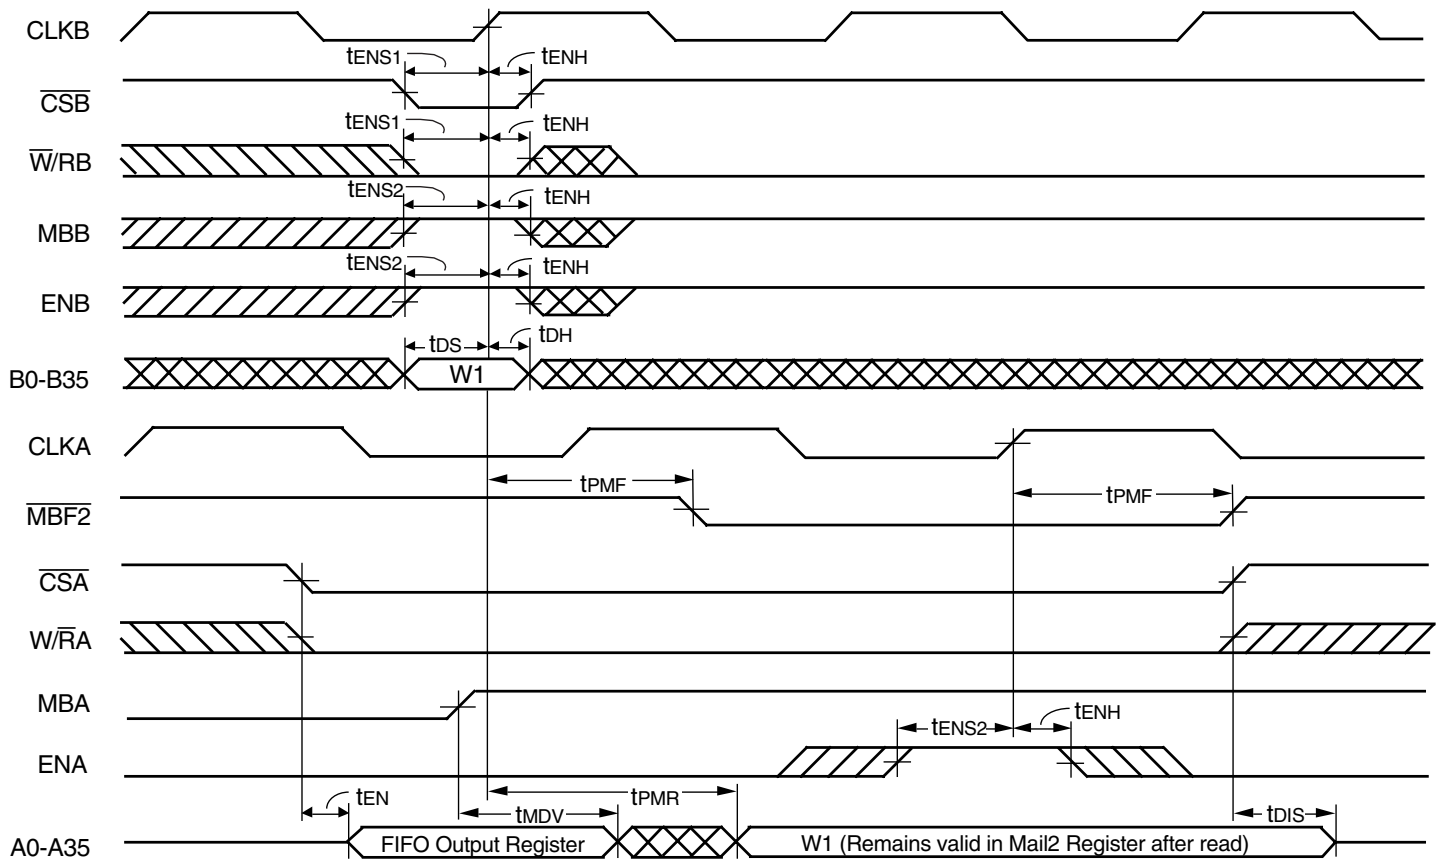 CLKB
tENS1 tENH
CSB
tENS1 tENH
W/RB
tENS2 tENH
MBB
tENS2 tENH
ENB
tDS tDH
B0-B35 W1
CLKA
tPMF tPMF
MBF2
CSA
W/RA
MBA
tENS2 tENH
ENA
tEN tMDV tPMR tDIS
A0-A35 FIFO Output Register W1 (Remains valid in Mail2 Register after read)